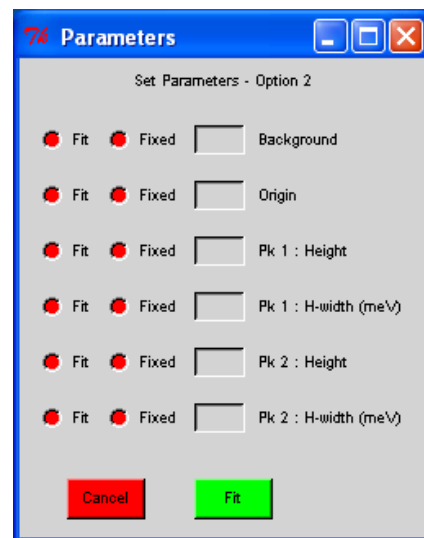 Parameters
Set Parameters - Option 2
Fit Fixed Background
Fit Fixed Origin
Fit Fixed Pk 1 : Height
Fit Fixed Pk 1 : H-width (meV)
Fit Fixed Pk 2 : Height
Fit Fixed Pk 2 : H-width (meV)
Cancel Fit